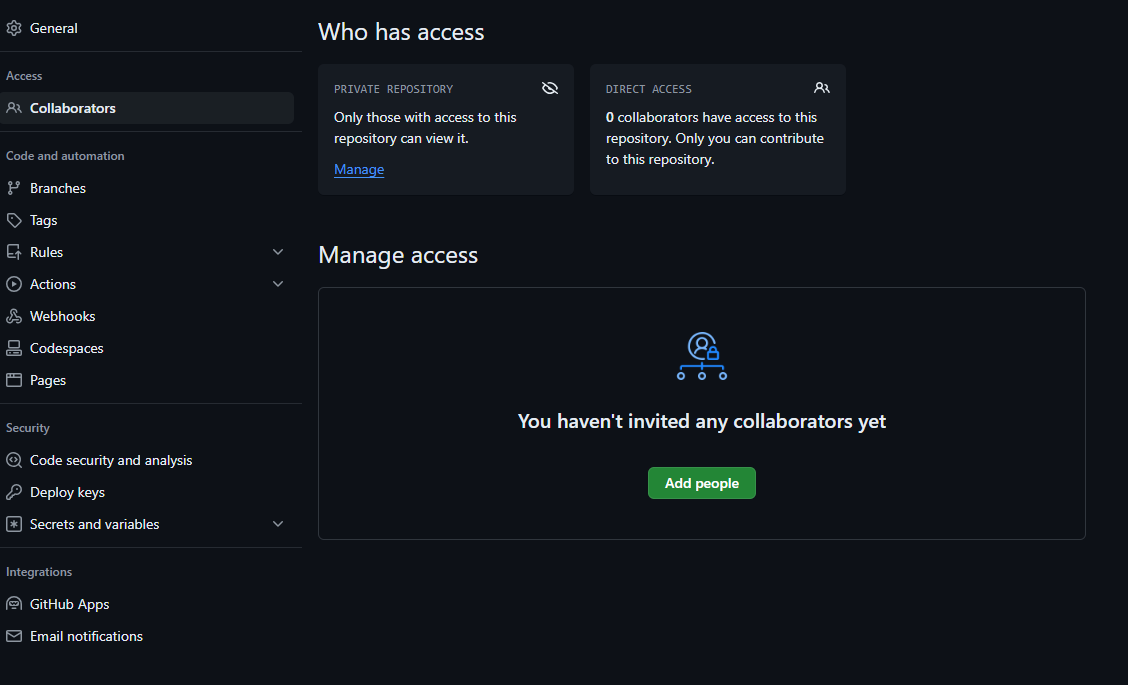 General
Access
Collaborators
Code and automation
Branches
Tags
Rules
Actions
Webhooks
Codespaces
Pages
Security
Code security and analysis
Deploy keys
Secrets and variables
Integrations
GitHub Apps
Email notifications
Who has access
PRIVATE REPOSITORY
Only those with access to this
repository can view it.
Manage
DIRECT ACCESS
0 collaborators have access to this
repository. Only you can contribute
to this repository.
Manage access
You haven't invited any collaborators yet
Add people